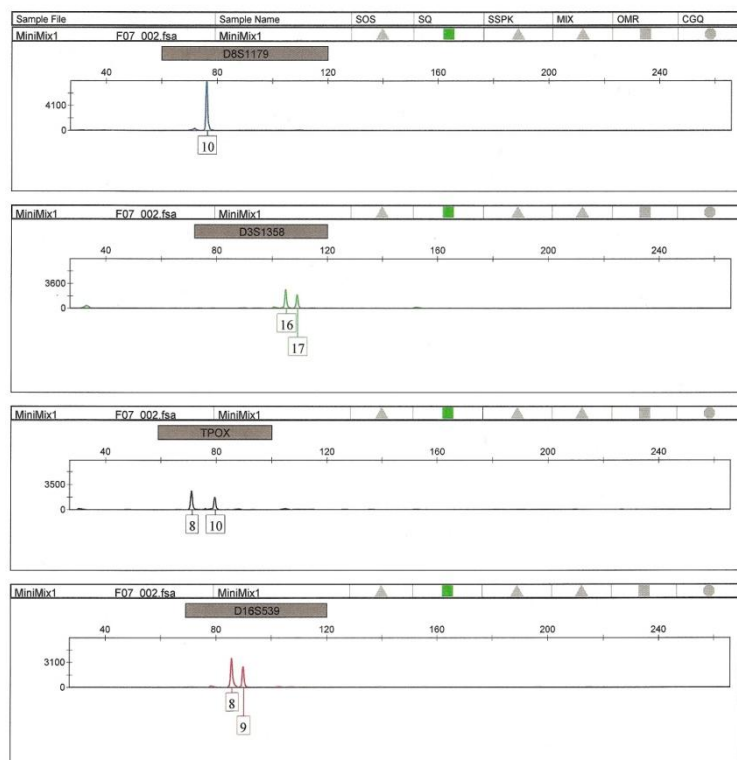 Sample File Sample Name SOS SQ SSPK MIX OMR CGQ
MiniMix1 F07_002.fsa MiniMix1
D8S1179
40 80 120 160 200 240
4100
0
10
MiniMix1 F07_002.fsa MiniMix1
D3S1358
40 80 120 160 200 240
3600
0
16
17
MiniMix1 F07_002.fsa MiniMix1
TPOX
40 80 120 160 200 240
3500
0
8 10
MiniMix1 F07_002.fsa MiniMix1
D16S539
40 80 120 160 200 240
3100
0
8
9